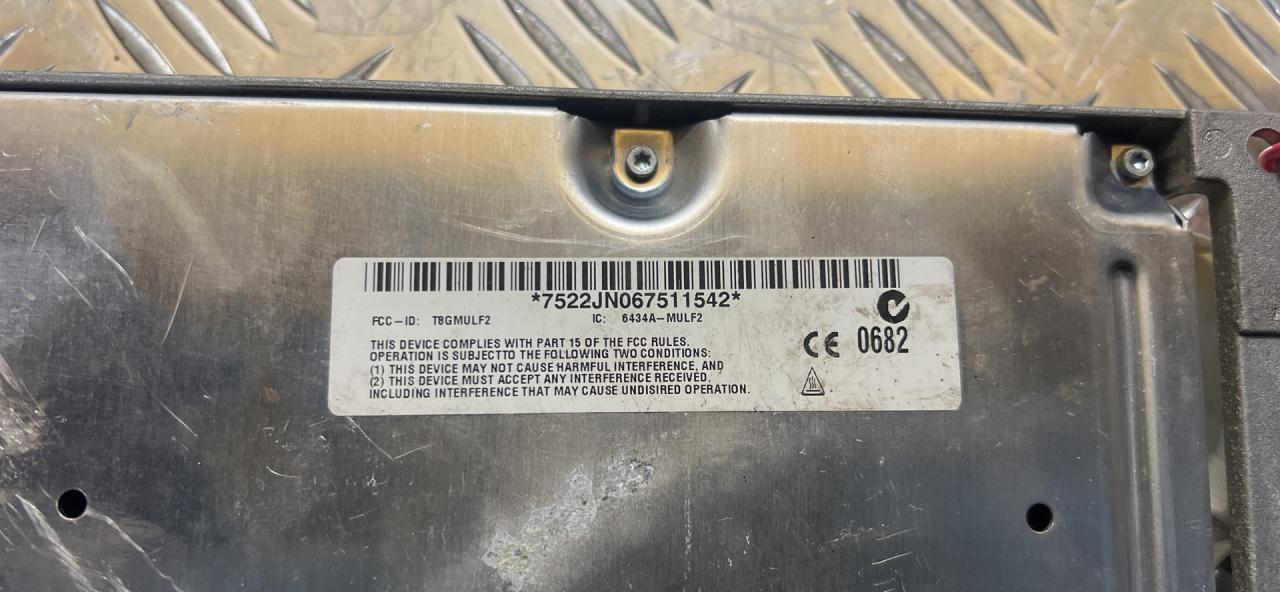 *7522JN067511542*
FCC-ID: T8GMULF2 IC: 6434A-MULF2
THIS DEVICE COMPLIES WITH PART 15 OF THE FCC RULES.
OPERATION IS SUBJECTTO THE FOLLOWING TWO CONDITIONS:
(1) THIS DEVICE MAY NOT CAUSE HARMFUL INTERFERENCE, AND
(2) THIS DEVICE MUST ACCEPT ANY INTERFERENCE RECEIVED,
INCLUDING INTERFERENCE THAT MAY CAUSE UNDISIRED OPERATION.
CE 0682